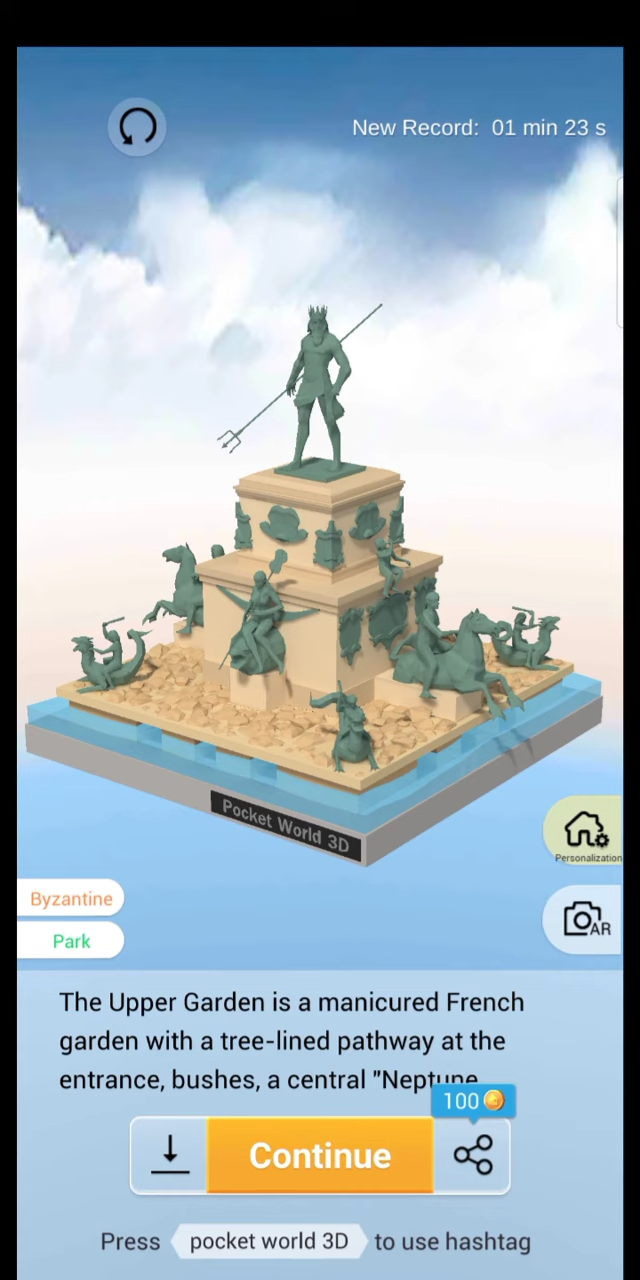 New Record: 01 min 23 s
Pocket World 3D
Personalization
Byzantine
AR
Park
The Upper Garden is a manicured French
garden with a tree-lined pathway at the
entrance, bushes, a central "Neptune
100
Continue
Press pocket world 3D to use hashtag